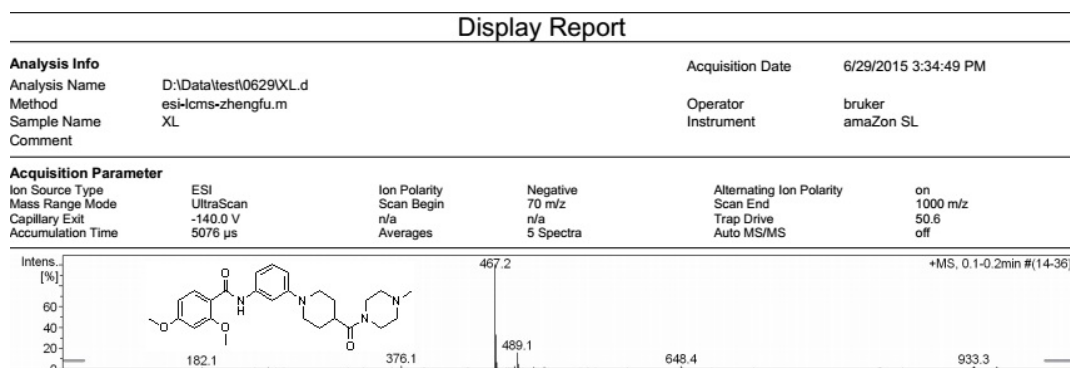 Display Report
Analysis Info
Acquisition Date 6/29/2015 3:34:49 PM
Analysis Name D:\Data\test\0629\XL.d
Method esi-lcms-zhengfu.m
Operator bruker
Sample Name XL
Instrument amaZon SL
Comment
Acquisition Parameter
Ion Source Type ESI Ion Polarity Negative Alternating Ion Polarity on
Mass Range Mode UltraScan Scan Begin 70 m/z Scan End 1000 m/z
Capillary Exit -140.0 V n/a n/a Trap Drive 50.6
Accumulation Time 5076 µs Averages 5 Spectra Auto MS/MS off
Intens.. 467.2 +MS, 0.1-0.2min #(14-36)
[%]
60
40
20
0
O
N
H
N
N
N
O
O
O
489.1
182.1 376.1 648.4 933.3